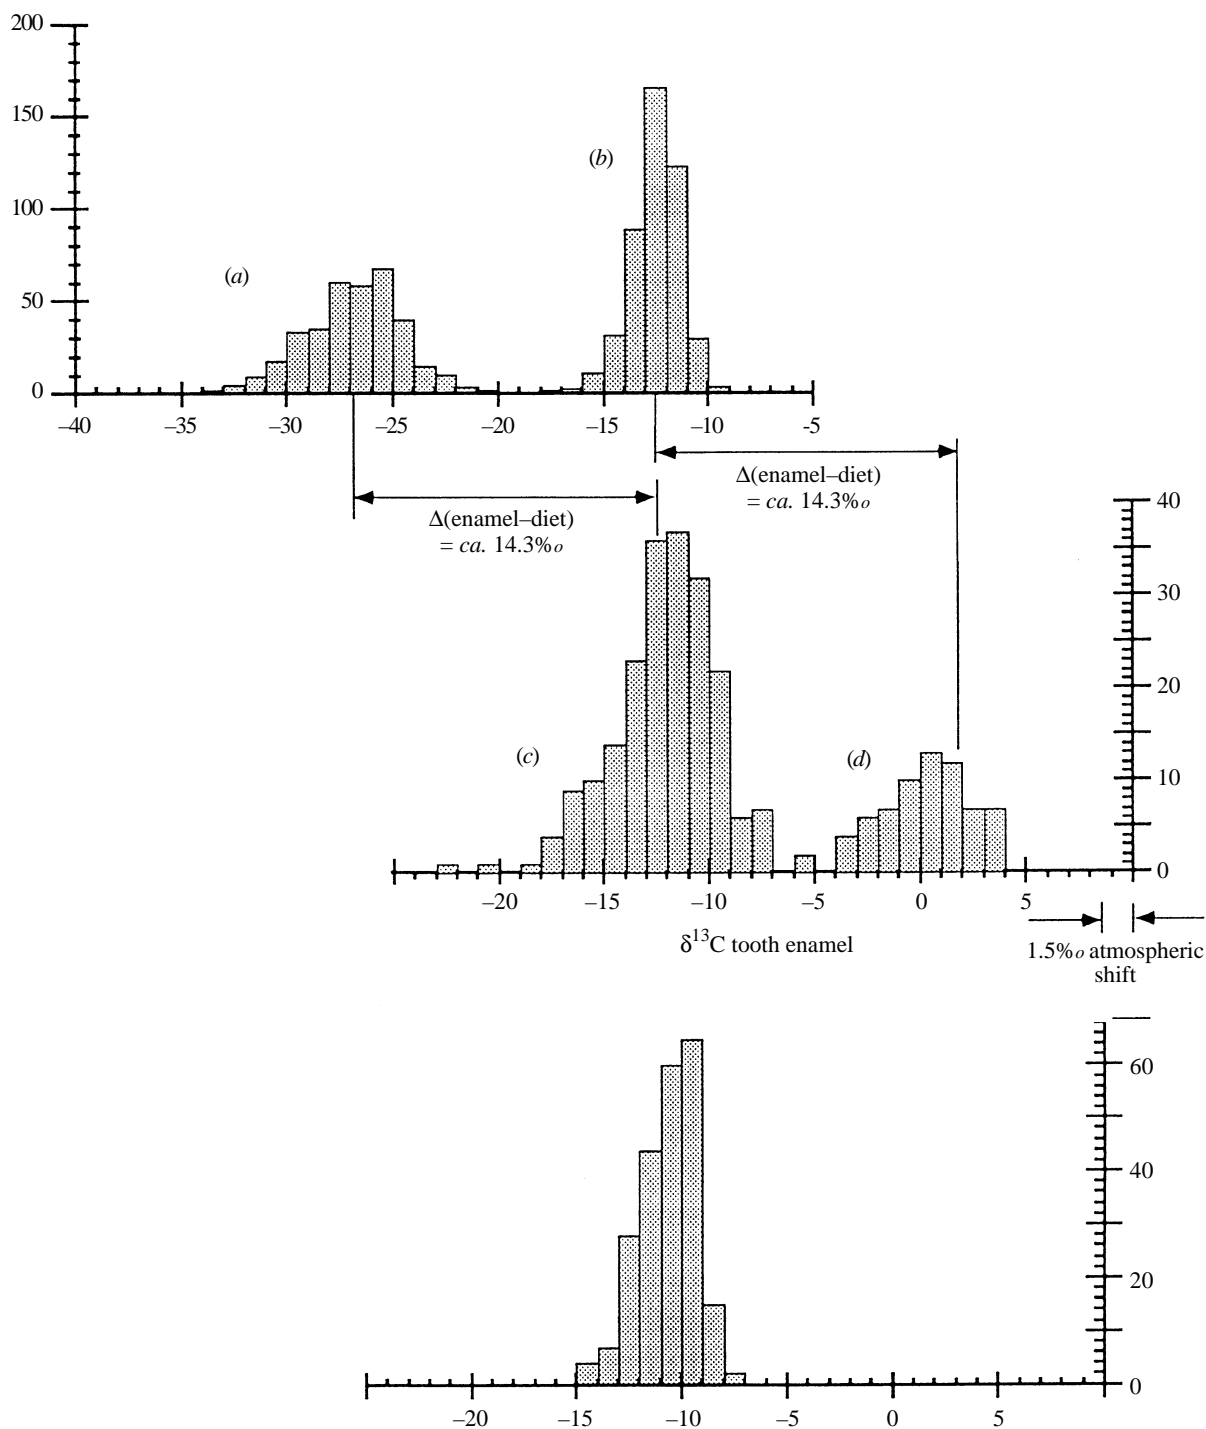 200
150
(b)
100
(a)
50
0
–40 –35 –30 –25 –20 –15 –10 -5
Δ(enamel–diet)
= ca. 14.3%o
Δ(enamel–diet)
= ca. 14.3%o
40
30
20
(c) (d)
10
0
–20 –15 –10 –5 0 5
δ13C tooth enamel
1.5%o atmospheric
shift
60
40
20
0
–20 –15 –10 –5 0 5